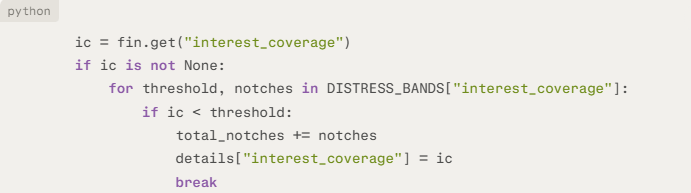 python
ic = fin.get("interest_coverage")
if ic is not None:
for threshold, notches in DISTRESS_BANDS["interest_coverage"]:
if ic < threshold:
total_notches += notches
details["interest_coverage"] = ic
break